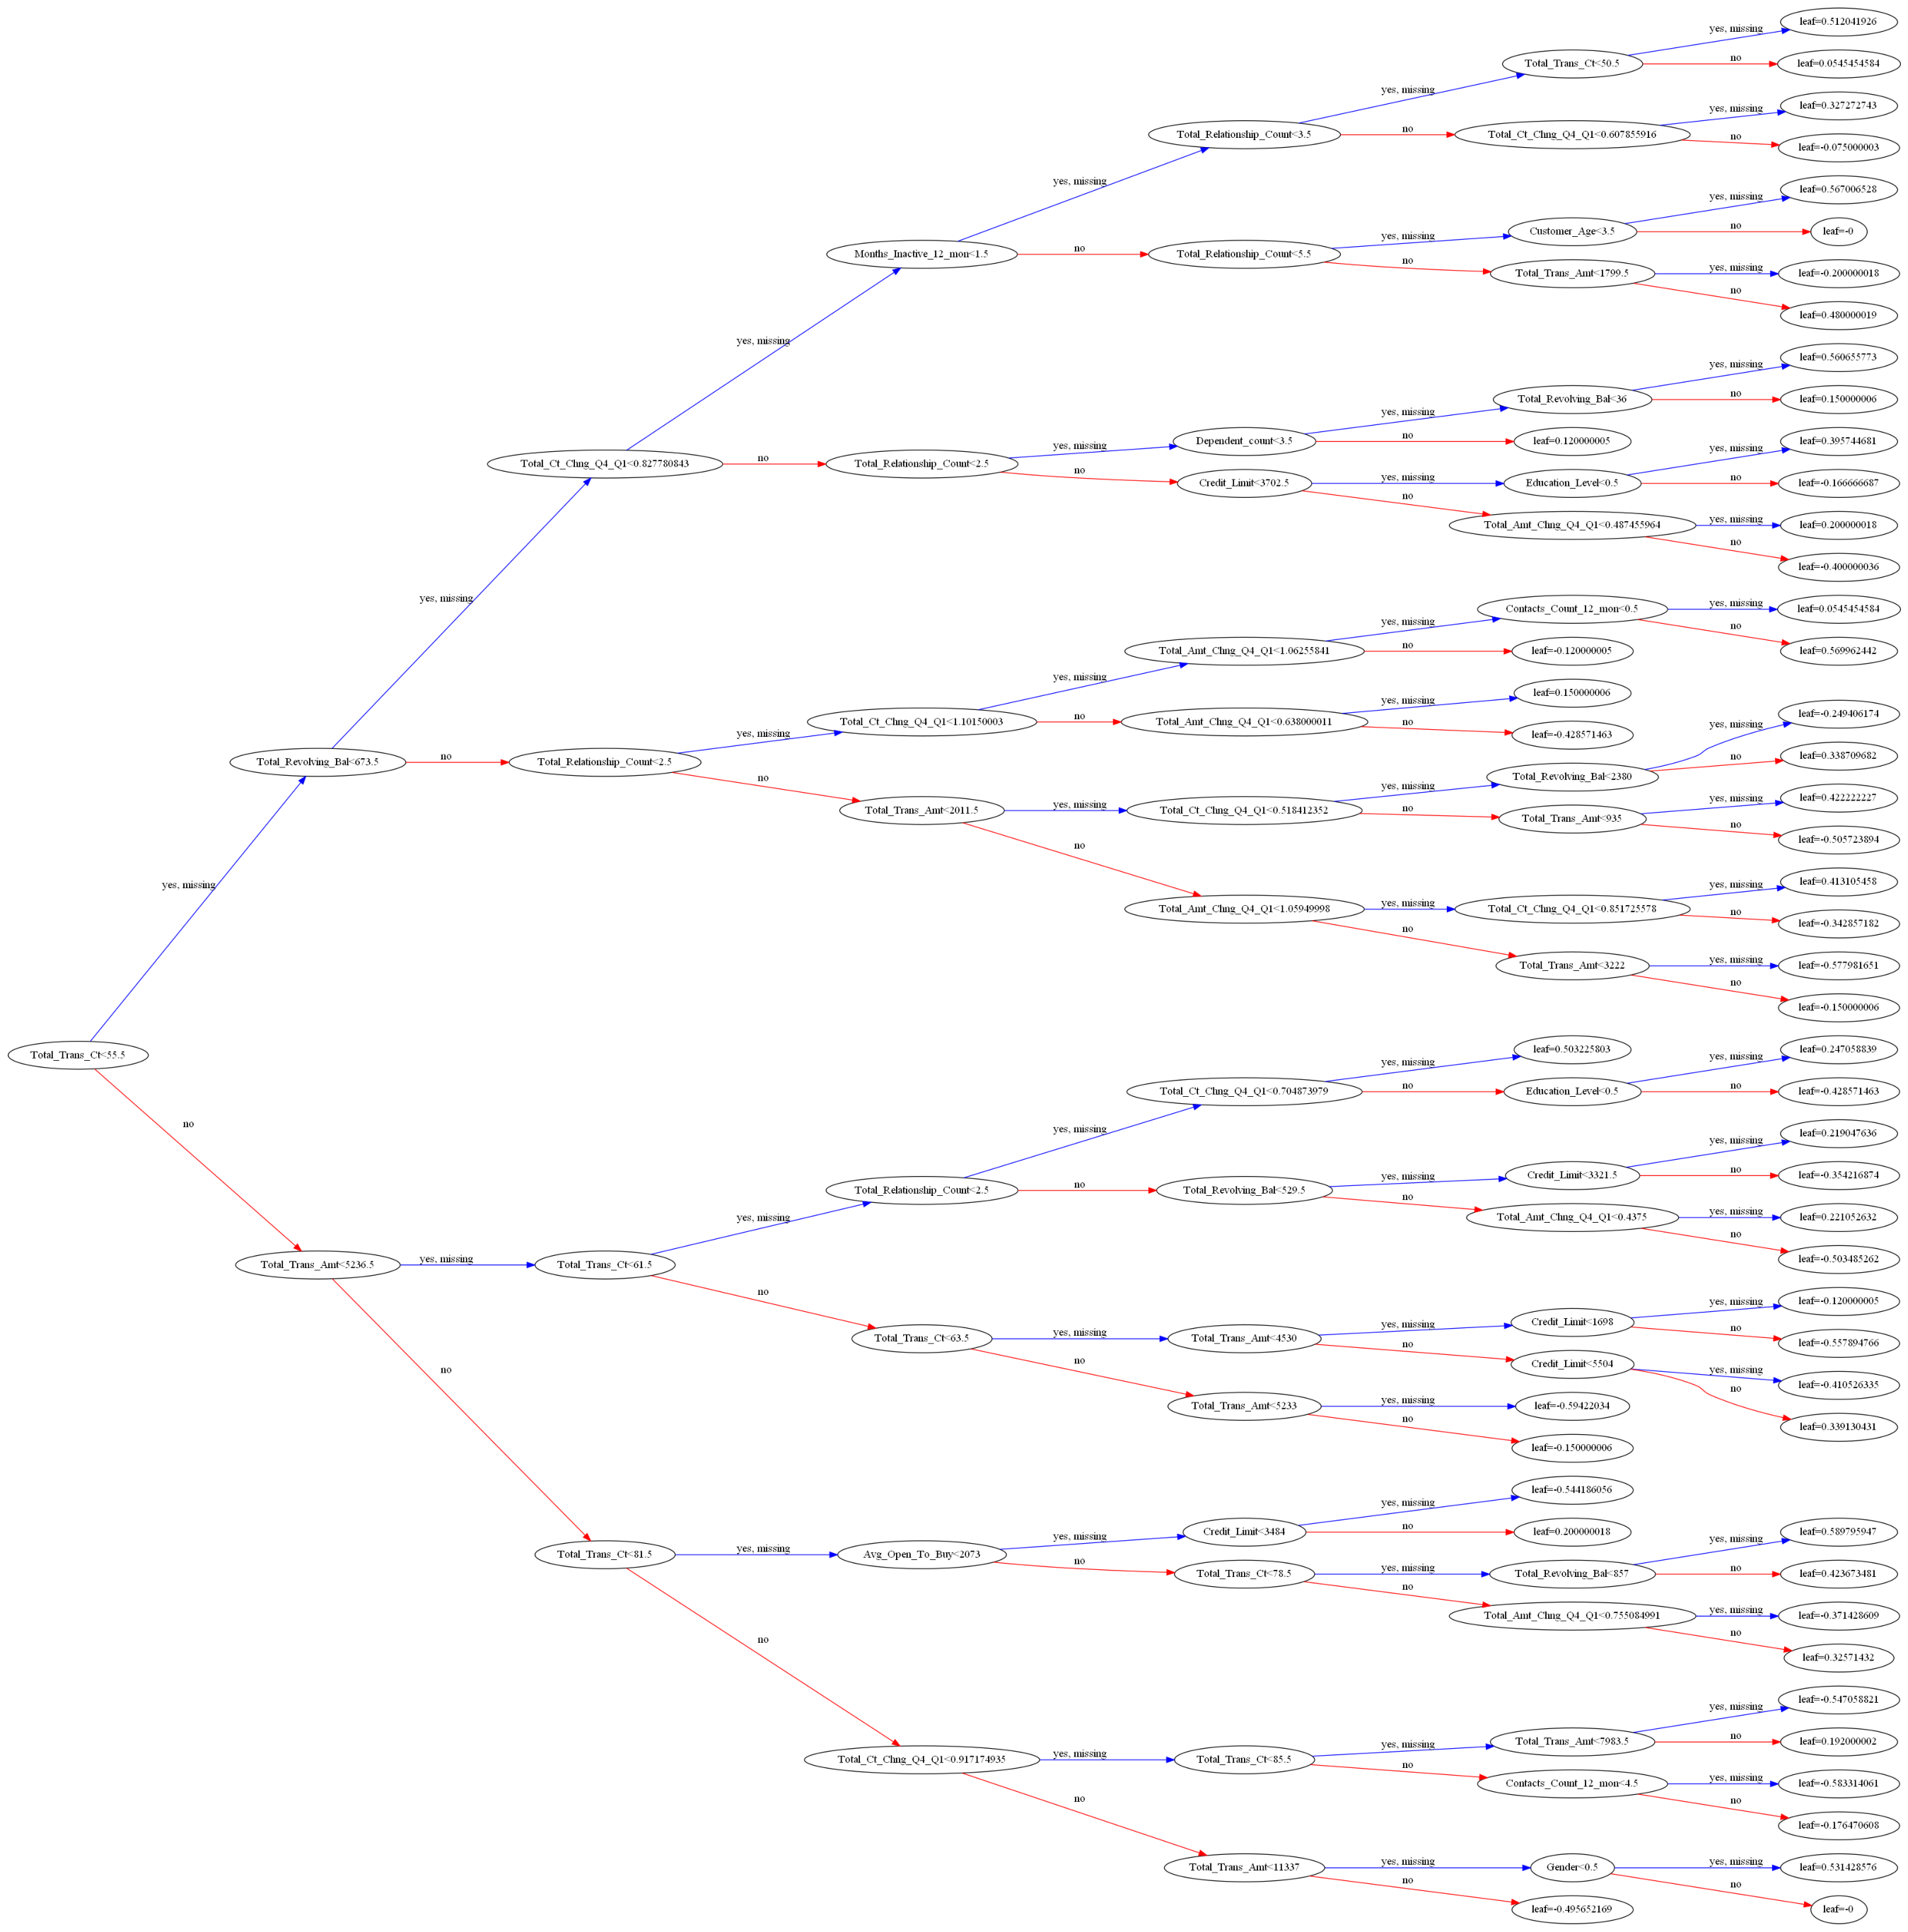 Total_Trans_Ct<55.5
yes, missing
no
Total_Revolving_Bal<673.5
yes, missing
no
Total_Ct_Chng_Q4_Q1<0.827780843
yes, missing
no
Months_Inactive_12_mon<1.5
yes, missing
no
Total_Relationship_Count<3.5
yes, missing
no
Total_Trans_Ct<50.5
yes, missing
no
leaf=0.512041926
leaf=0.0545454584
Total_Ct_Chng_Q4_Q1<0.607855916
yes, missing
no
leaf=0.327272743
leaf=-0.075000003
Total_Relationship_Count<5.5
yes, missing
no
Customer_Age<3.5
yes, missing
no
leaf=0.567006528
leaf=-0
Total_Trans_Amt<1799.5
yes, missing
no
leaf=-0.200000018
leaf=0.480000019
Total_Relationship_Count<2.5
yes, missing
no
Dependent_count<3.5
yes, missing
no
Total_Revolving_Bal<36
yes, missing
no
leaf=0.560655773
leaf=0.150000006
leaf=0.120000005
Credit_Limit<3702.5
yes, missing
no
Education_Level<0.5
yes, missing
no
leaf=0.395744681
leaf=-0.166666687
Total_Amt_Chng_Q4_Q1<0.487455964
yes, missing
no
leaf=0.200000018
leaf=-0.400000036
Total_Relationship_Count<2.5
yes, missing
no
Total_Ct_Chng_Q4_Q1<1.10150003
yes, missing
no
Total_Amt_Chng_Q4_Q1<1.06255841
yes, missing
no
Contacts_Count_12_mon<0.5
yes, missing
no
leaf=0.0545454584
leaf=0.569962442
leaf=-0.120000005
Total_Amt_Chng_Q4_Q1<0.638000011
yes, missing
no
leaf=0.150000006
leaf=-0.428571463
Total_Trans_Amt<2011.5
yes, missing
no
Total_Ct_Chng_Q4_Q1<0.518412352
yes, missing
no
Total_Revolving_Bal<2380
yes, missing
no
leaf=-0.249406174
leaf=0.338709682
Total_Trans_Amt<935
yes, missing
no
leaf=0.422222227
leaf=-0.505723894
Total_Amt_Chng_Q4_Q1<1.05949998
yes, missing
no
Total_Ct_Chng_Q4_Q1<0.851725578
yes, missing
no
leaf=0.413105458
leaf=-0.342857182
Total_Trans_Amt<3222
yes, missing
no
leaf=-0.577981651
leaf=-0.150000006
Total_Trans_Amt<5236.5
yes, missing
no
Total_Trans_Ct<61.5
yes, missing
no
Total_Relationship_Count<2.5
yes, missing
no
Total_Ct_Chng_Q4_Q1<0.704873979
yes, missing
no
leaf=0.503225803
Education_Level<0.5
yes, missing
no
leaf=0.247058839
leaf=-0.428571463
Total_Revolving_Bal<529.5
yes, missing
no
Credit_Limit<3321.5
yes, missing
no
leaf=0.219047636
leaf=-0.354216874
Total_Amt_Chng_Q4_Q1<0.4375
yes, missing
no
leaf=0.221052632
leaf=-0.503485262
Total_Trans_Ct<63.5
yes, missing
no
Total_Trans_Amt<4530
yes, missing
no
Credit_Limit<1698
yes, missing
no
leaf=-0.120000005
leaf=-0.557894766
Credit_Limit<5504
yes, missing
no
leaf=-0.410526335
leaf=0.339130431
Total_Trans_Amt<5233
yes, missing
no
leaf=-0.59422034
leaf=-0.150000006
Total_Trans_Ct<81.5
yes, missing
no
Avg_Open_To_Buy<2073
yes, missing
no
Credit_Limit<3484
yes, missing
no
leaf=-0.544186056
leaf=0.200000018
Total_Trans_Ct<78.5
yes, missing
no
Total_Revolving_Bal<857
yes, missing
no
leaf=0.589795947
leaf=0.423673481
Total_Amt_Chng_Q4_Q1<0.755084991
yes, missing
no
leaf=-0.371428609
leaf=0.32571432
Total_Ct_Chng_Q4_Q1<0.917174935
yes, missing
no
Total_Trans_Ct<85.5
yes, missing
no
Total_Trans_Amt<7983.5
yes, missing
no
leaf=-0.547058821
leaf=0.192000002
Contacts_Count_12_mon<4.5
yes, missing
no
leaf=-0.583314061
leaf=-0.176470608
Total_Trans_Amt<11337
yes, missing
no
Gender<0.5
yes, missing
no
leaf=0.531428576
leaf=-0
leaf=-0.495652169